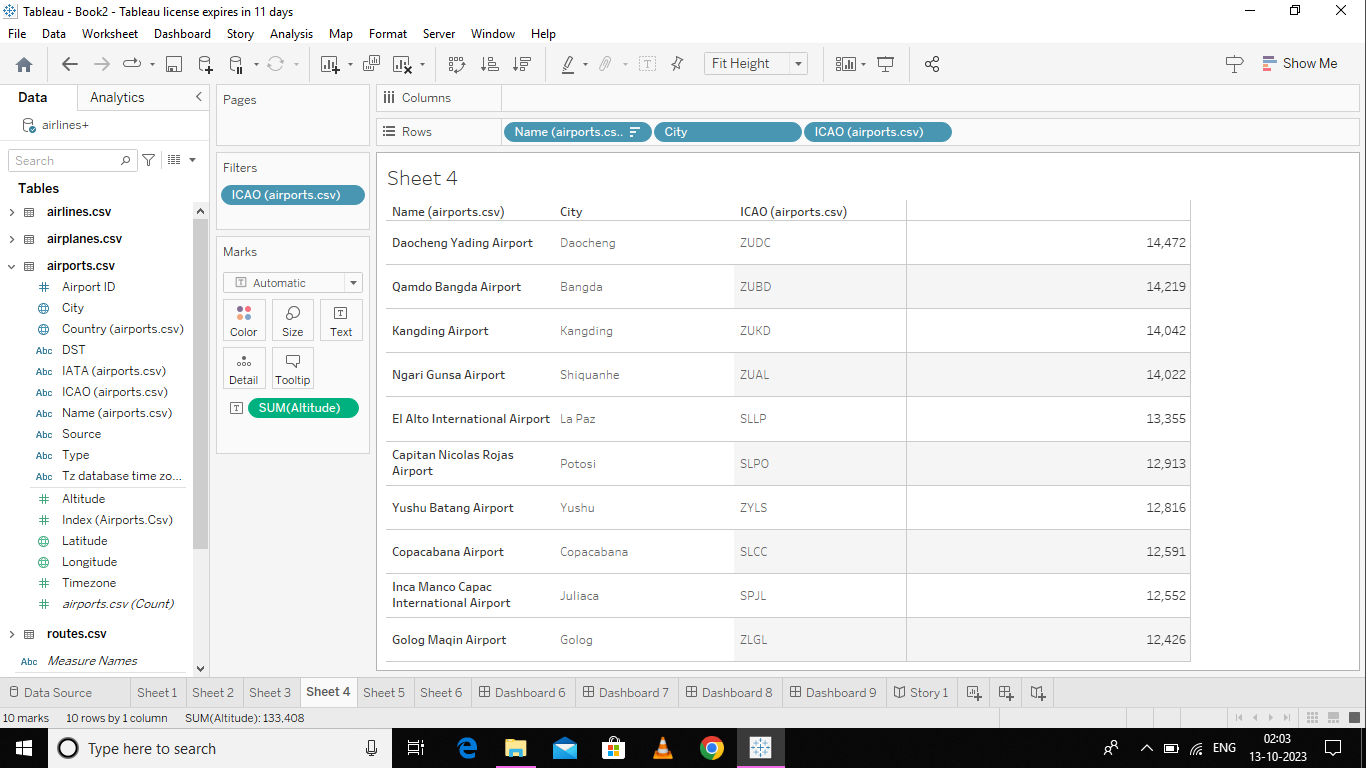 Tableau - Book2 - Tableau license expires in 11 days
File Data Worksheet Dashboard Story Analysis Map Format Server Window Help
Fit Height
Show Me
Data Analytics
airlines+
Search
Tables
airlines.csv
airplanes.csv
airports.csv
Airport ID
City
Country (airports.csv)
Abc DST
Abc IATA (airports.csv)
Abc ICAO (airports.csv)
Abc Name (airports.csv)
Abc Source
Abc Type
Abc Tz database time zo...
Altitude
Index (Airports.Csv)
Latitude
Longitude
Timezone
airports.csv (Count)
routes.csv
Abc Measure Names
Pages
Filters
ICAO (airports.csv)
Marks
Automatic
Color Size Text
Detail Tooltip
SUM(Altitude)
Columns
Rows Name (airports.cs.. City ICAO (airports.csv)
Sheet 4
Name (airports.csv) City ICAO (airports.csv)
Daocheng Yading Airport Daocheng ZUDC 14,472
Qamdo Bangda Airport Bangda ZUBD 14,219
Kangding Airport Kangding ZUKD 14,042
Ngari Gunsa Airport Shiquanhe ZUAL 14,022
El Alto International Airport La Paz SLLP 13,355
Capitan Nicolas Rojas
Airport Potosi SLPO 12,913
Yushu Batang Airport Yushu ZYLS 12,816
Copacabana Airport Copacabana SLCC 12,591
Inca Manco Capac
International Airport Juliaca SPJL 12,552
Golog Maqin Airport Golog ZLGL 12,426
Data Source Sheet 1 Sheet 2 Sheet 3 Sheet 4 Sheet 5 Sheet 6 Dashboard 6 Dashboard 7 Dashboard 8 Dashboard 9 Story 1
10 marks 10 rows by 1 column SUM(Altitude): 133,408
Type here to search
ENG
02:03
13-10-2023